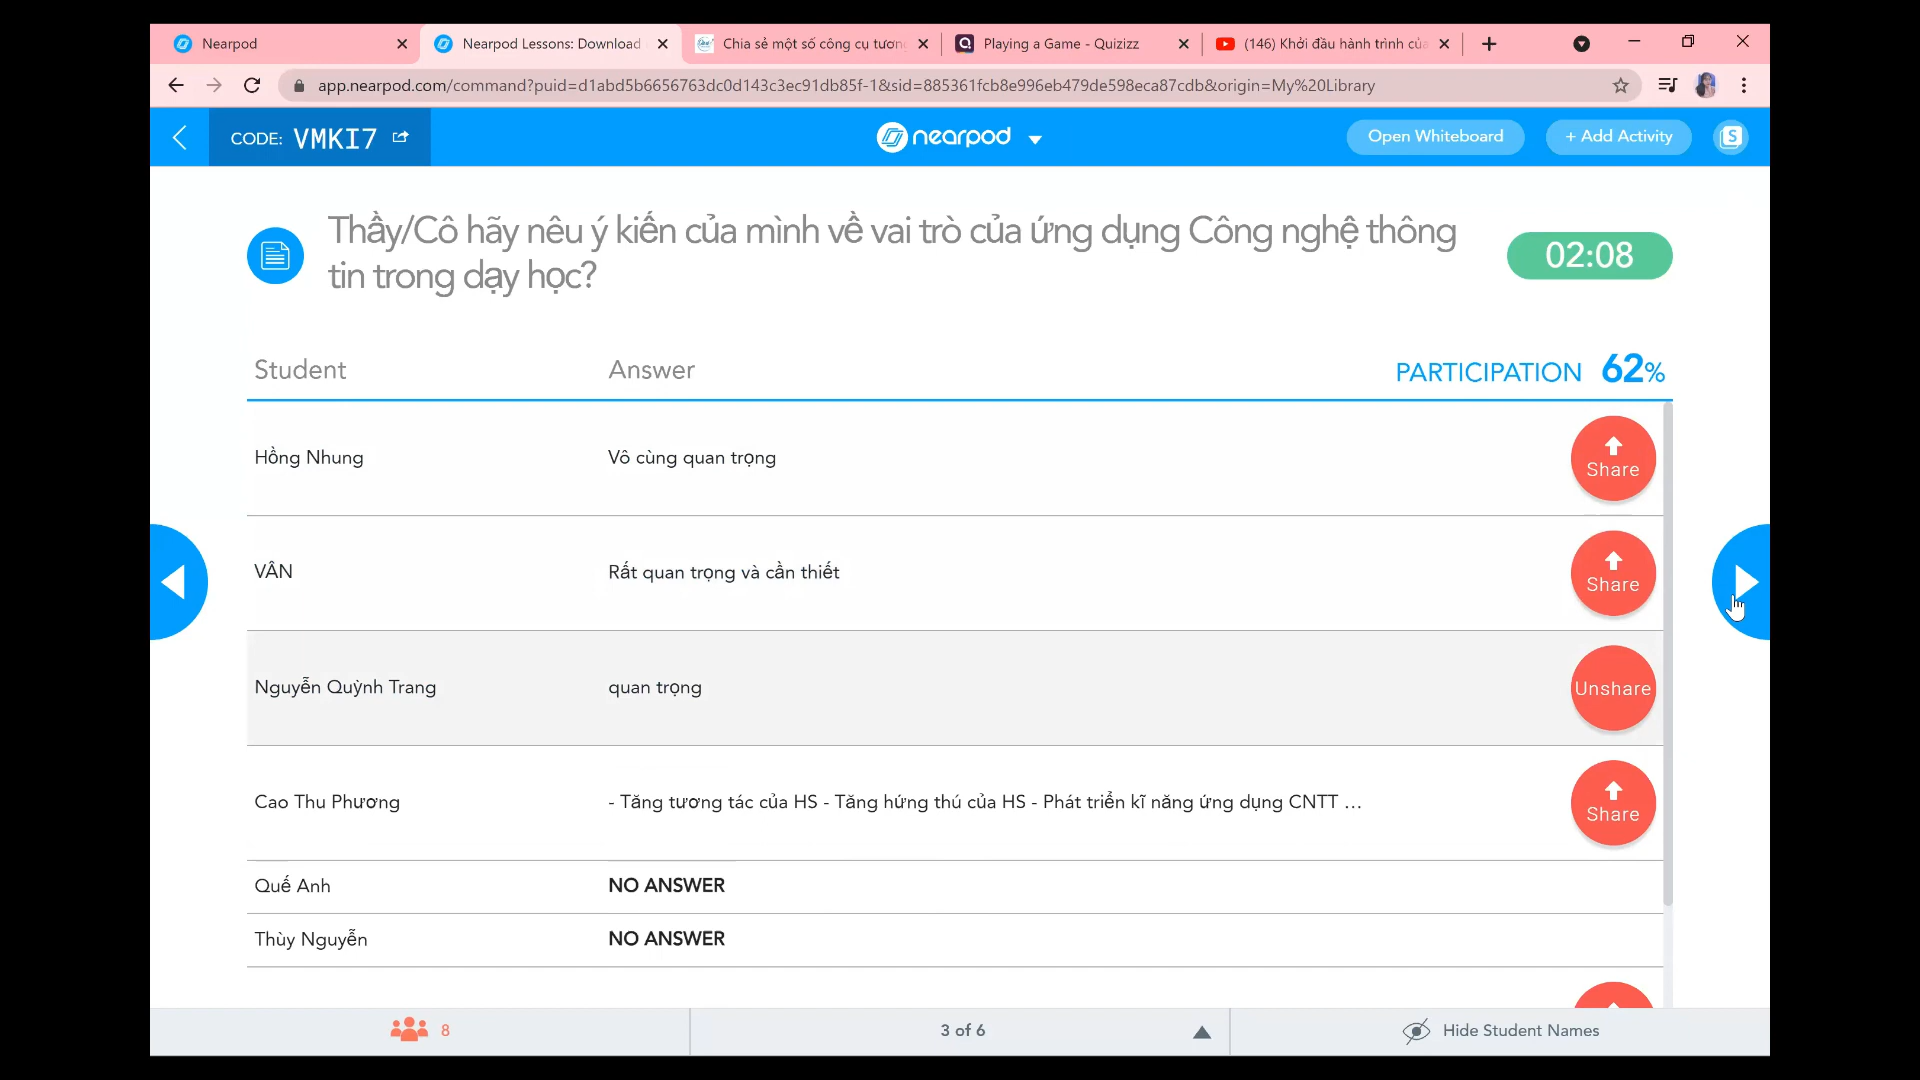 Nearpod
Nearpod Lessons: Download
Chia sẻ một số công cụ tương
Playing a Game - Quizizz
(146) Khởi đầu hành trình của
app.nearpod.com/command?puid=d1abd5b6656763dc0d143c3ec91db85f-1&sid=885361fcb8e996eb479de598eca87cdb&origin=My%20Library
CODE: VMKI7
nearpod
Open Whiteboard
+ Add Activity
S
Thầy/Cô hãy nêu ý kiến của mình về vai trò của ứng dụng Công nghệ thông
tin trong dạy học?
02:08
Student
Answer
PARTICIPATION 62%
Hồng Nhung
Vô cùng quan trọng
Share
VÂN
Rất quan trọng và cần thiết
Share
Nguyễn Quỳnh Trang
quan trọng
Unshare
Cao Thu Phương
- Tăng tương tác của HS - Tăng hứng thú của HS - Phát triển kĩ năng ứng dụng CNTT ...
Share
Quế Anh
NO ANSWER
Thùy Nguyễn
NO ANSWER
8
3 of 6
Hide Student Names